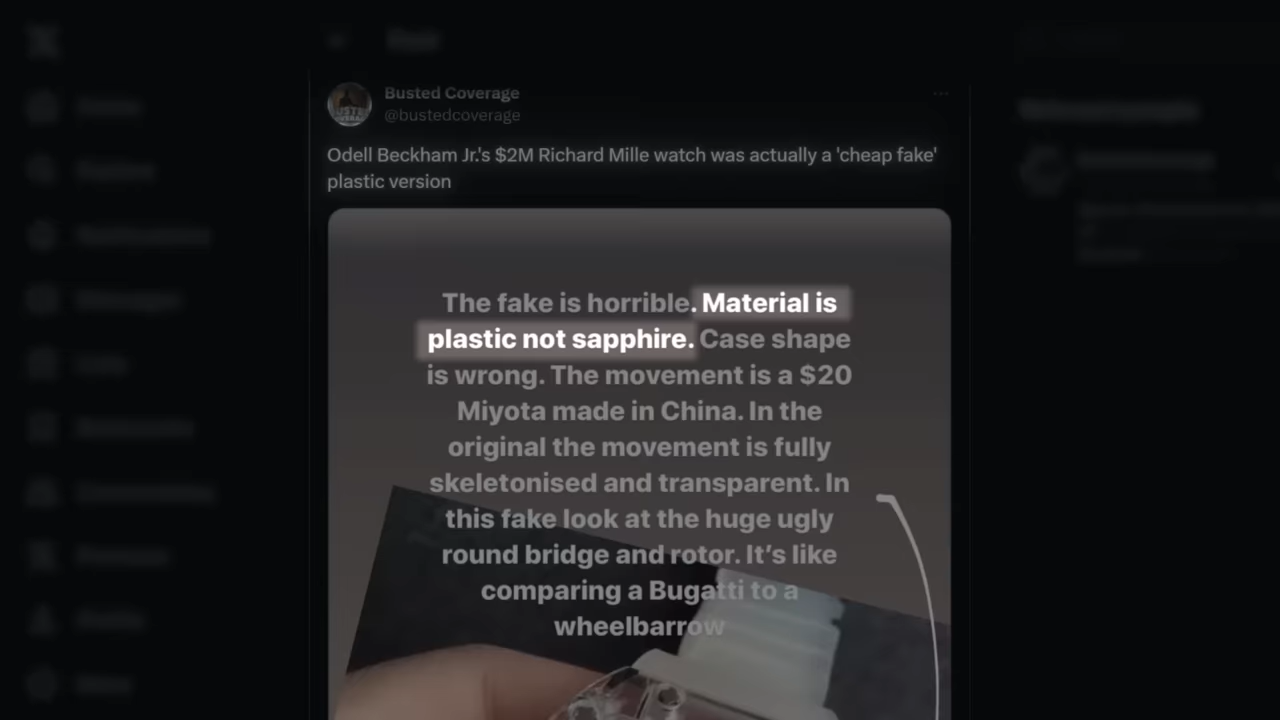 Busted Coverage
@bustedcoverage
Odell Beckham Jr.'s $2M Richard Mille watch was actually a 'cheap fake'
plastic version
The fake is horrible. Material is
plastic not sapphire. Case shape
is wrong. The movement is a $20
Miyota made in China. In the
original the movement is fully
skeletonised and transparent. In
this fake look at the huge ugly
round bridge and rotor. It’s like
comparing a Bugatti to a
wheelbarrow